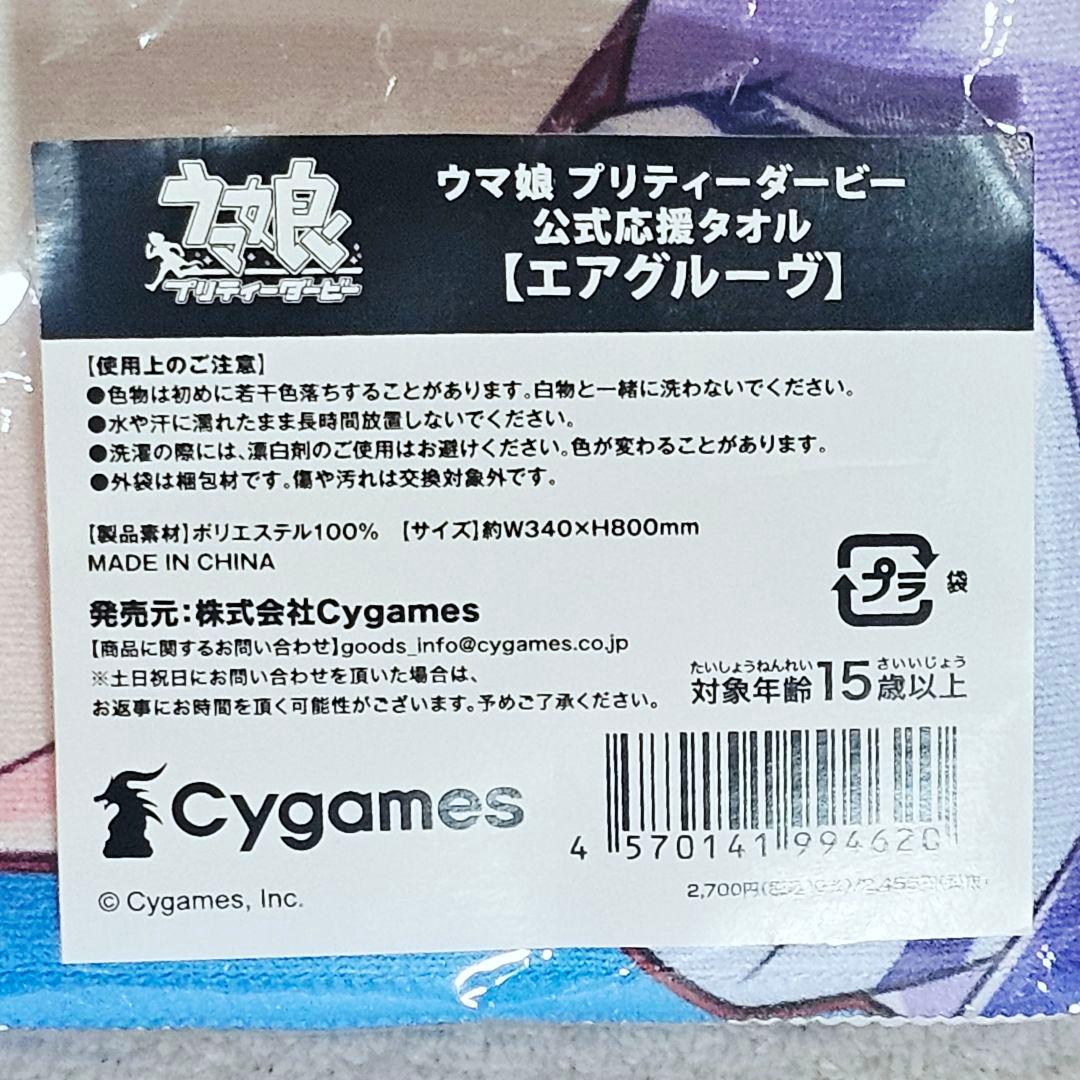 ウマ娘
プリティーダービー
ウマ娘 プリティーダービー
公式応援タオル
【エアグルーヴ】
【使用上のご注意】
●色物は初めに若干色落ちすることがあります。白物と一緒に洗わないでください。
●水や汗に濡れたまま長時間放置しないでください。
●洗濯の際には、漂白剤のご使用はお避けください。色が変わることがあります。
●外袋は梱包材です。傷や汚れは交換対象外です。
【製品素材】ポリエステル100% 【サイズ】約W340×H800mm
MADE IN CHINA
プラ 袋
発売元:株式会社Cygames
【商品に関するお問い合わせ】goods_info@cygames.co.jp
※土日祝日にお問い合わせを頂いた場合は、
お返事にお時間を頂く可能性がございます。予めご了承ください。
たいしょうねんれい さいいじょう
対象年齢15歳以上
Cygames
4 570141 994620
2,700円
© Cygames, Inc.